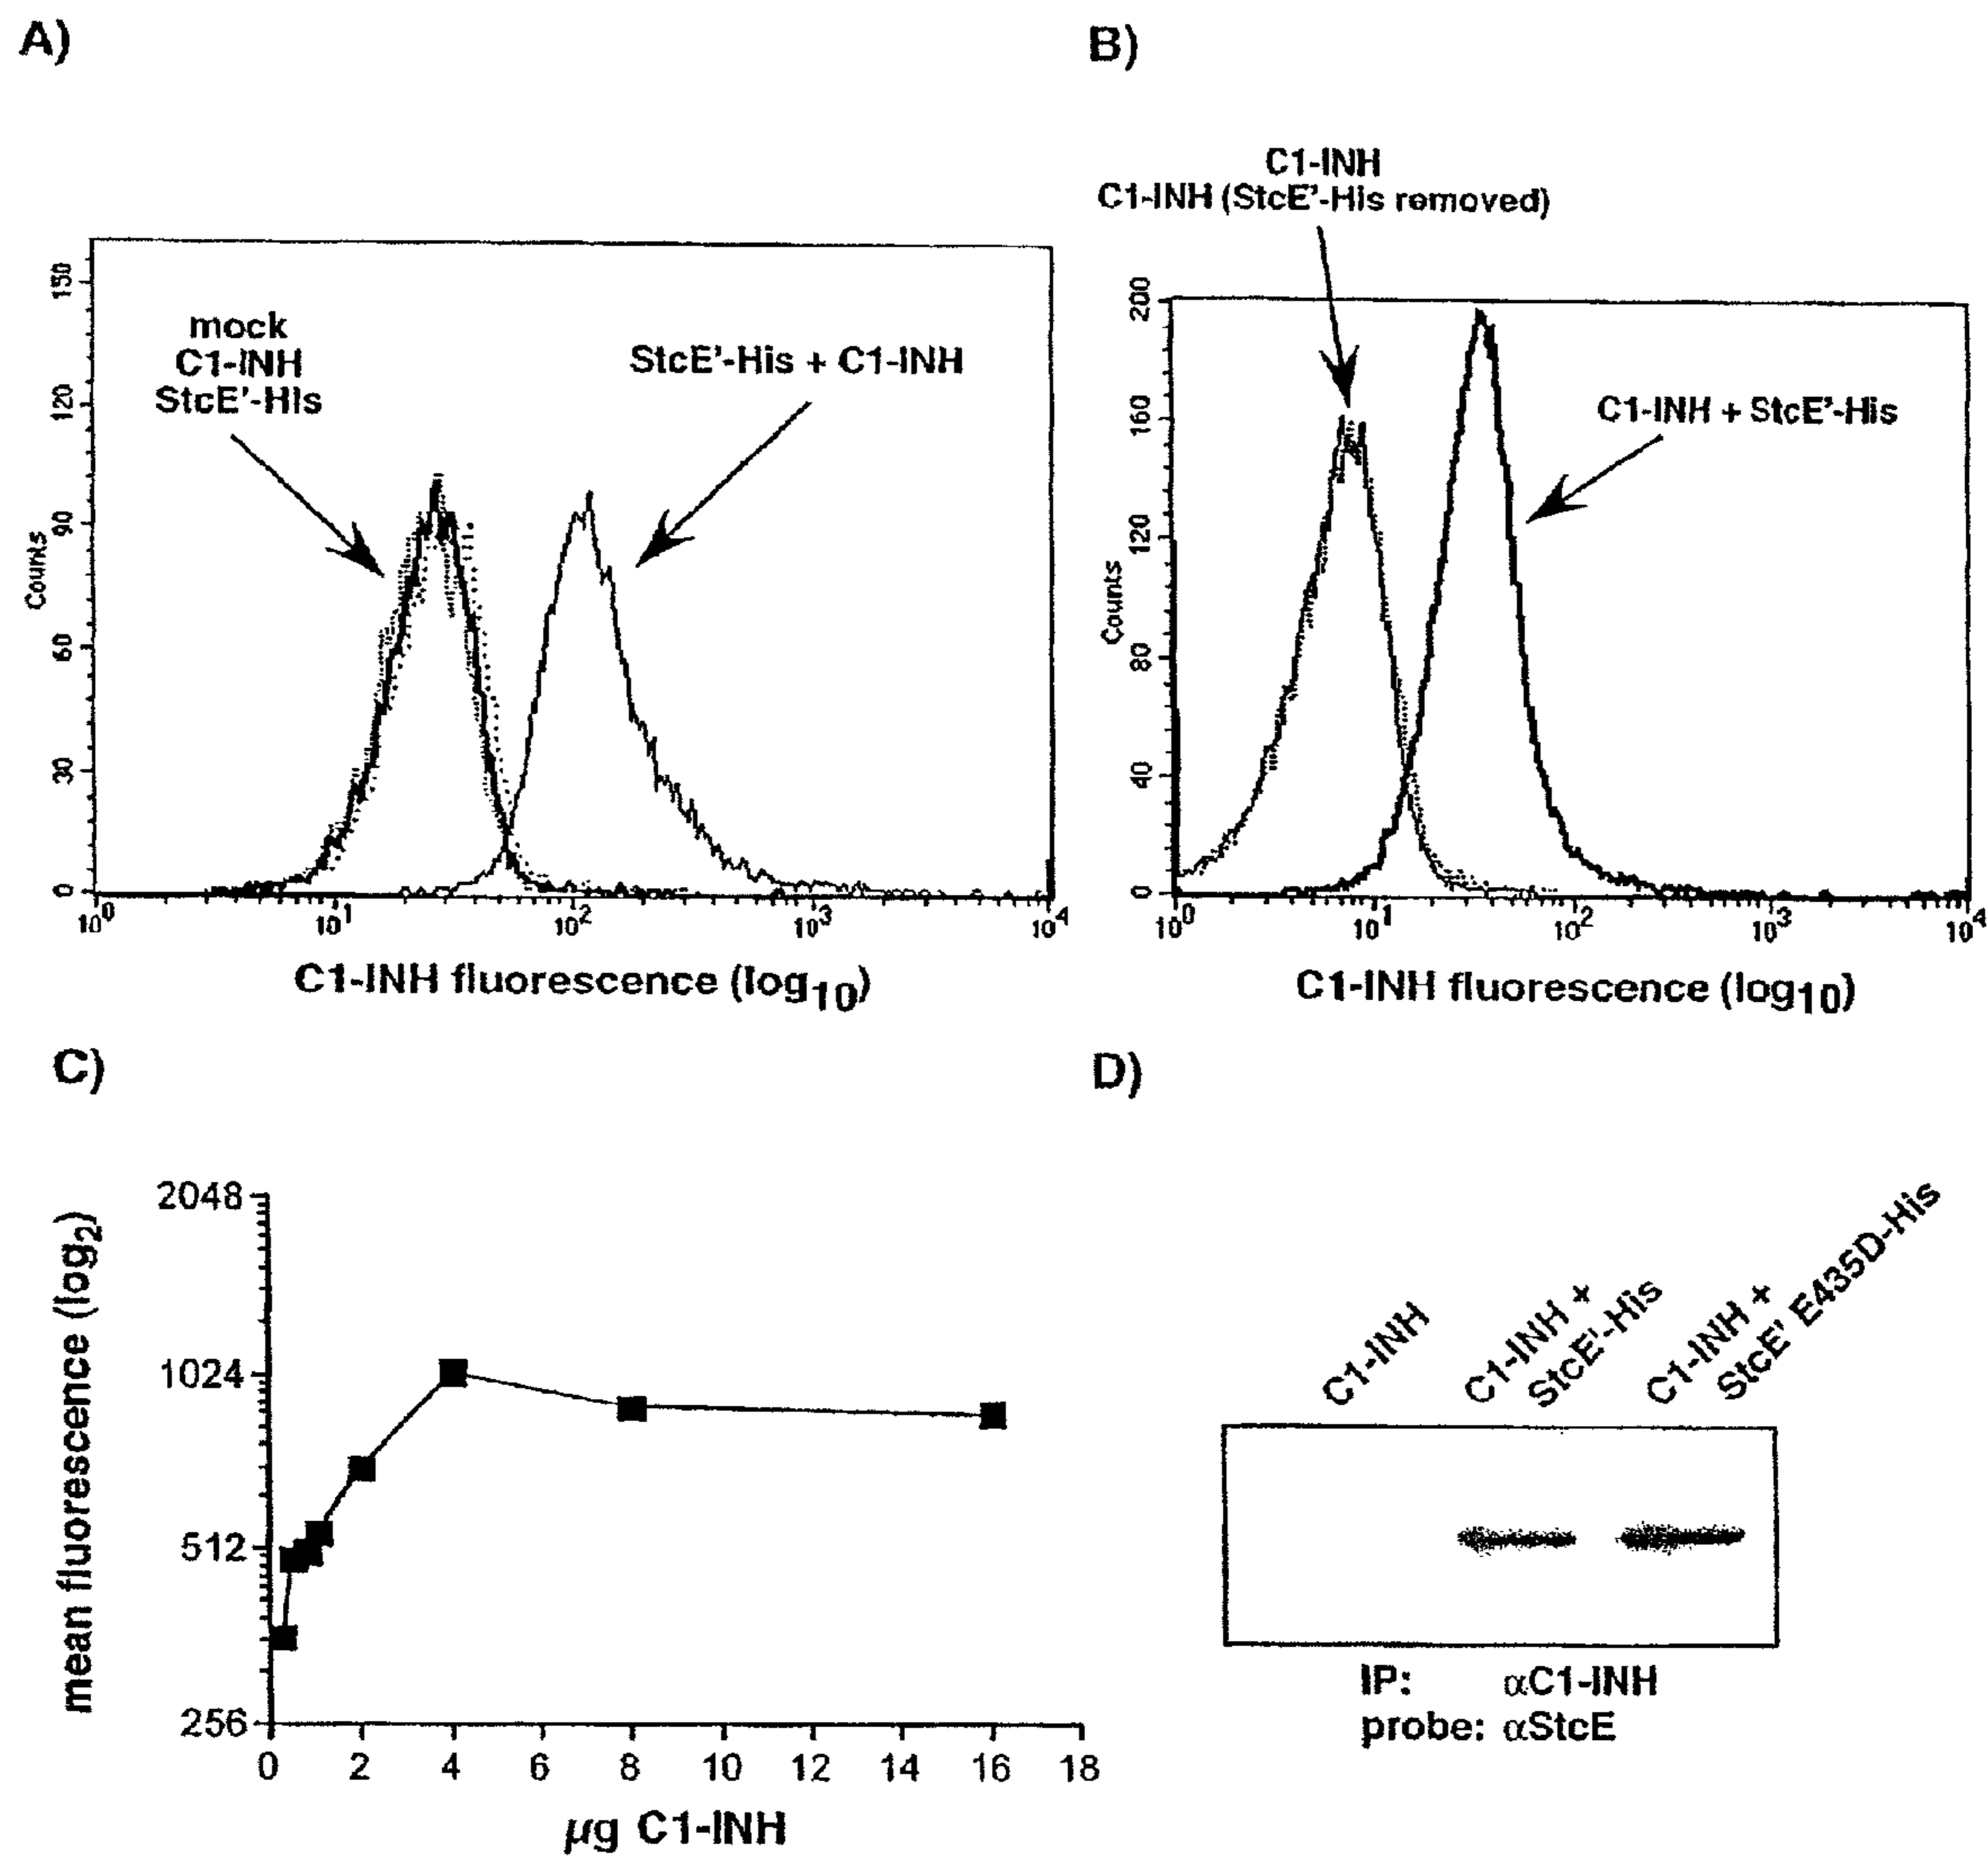 A)
mock
C1-INH
StcE'-His
StcE'-His + C1-INH
Counts
150
120
90
60
30
0
10^0
10^1
10^2
10^3
10^4
C1-INH fluorescence (log10)
B)
C1-INH
C1-INH (StcE'-His removed)
C1-INH + StcE'-His
Counts
200
160
120
80
40
0
10^0
10^1
10^2
10^3
10^4
C1-INH fluorescence (log10)
C)
mean fluorescence (log2)
2048
1024
512
256
0 2 4 6 8 10 12 14 16 18
µg C1-INH
D)
C1-INH
C1-INH +
StcE'-His
C1-INH +
StcE' E435D-His
IP: αC1-INH
probe: αStcE